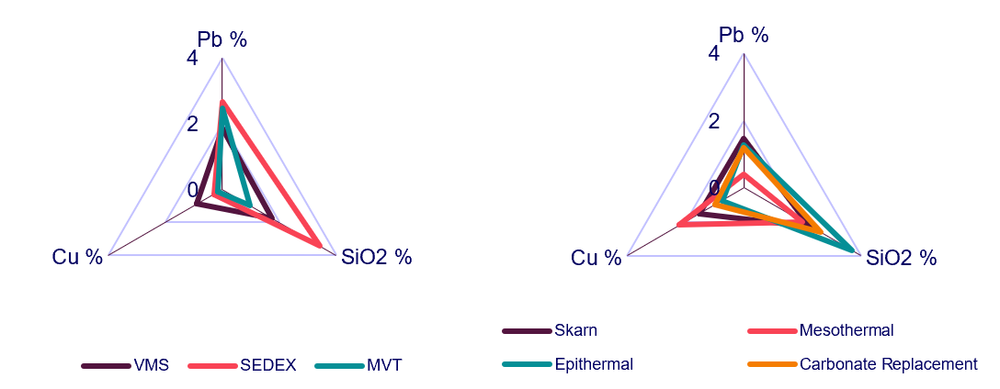 Pb %
4
2
0
Cu %
SiO2 %
VMS
SEDEX
MVT
Pb %
4
2
0
Cu %
SiO2 %
Skarn
Mesothermal
Epithermal
Carbonate Replacement